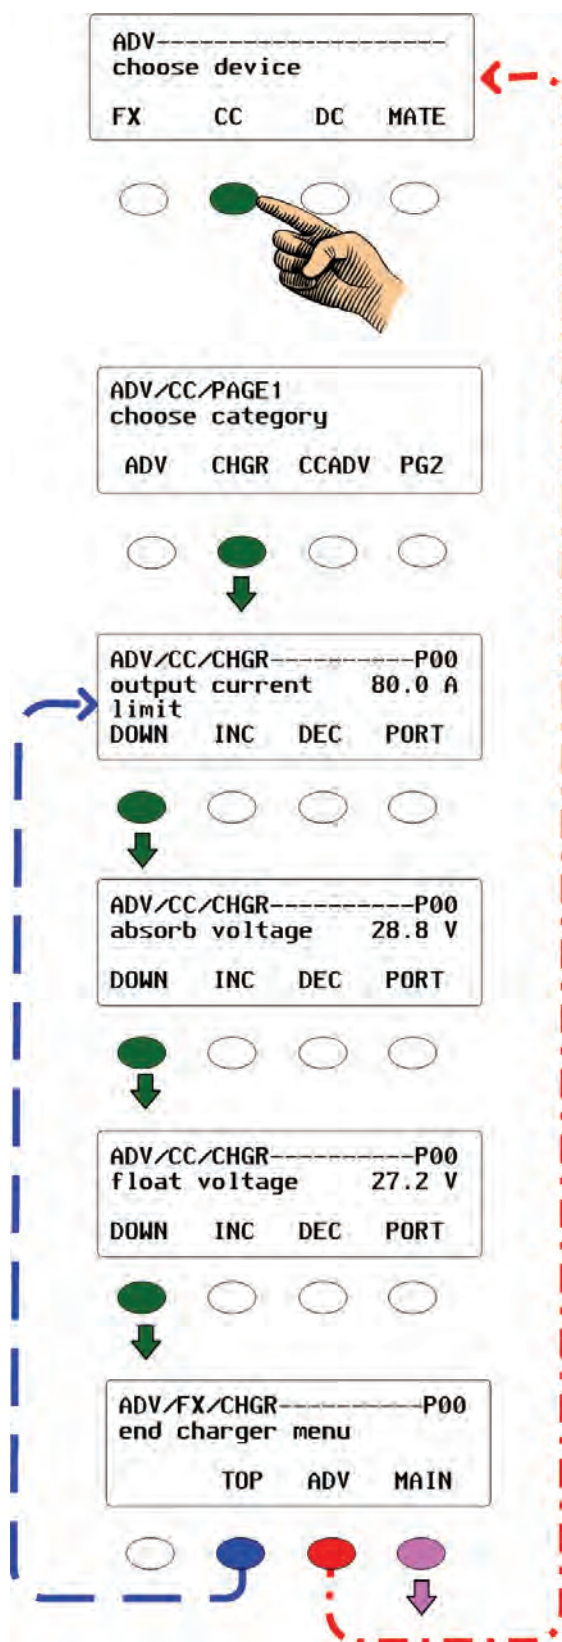 ADV-----------------------
choose device
FX CC DC MATE
ADV/CC/PAGE1
choose category
ADV CHGR CCADV PG2
ADV/CC/CHGR-----------P00
output current 80.0 A
limit
DOWN INC DEC PORT
ADV/CC/CHGR-----------P00
absorb voltage 28.8 V
DOWN INC DEC PORT
ADV/CC/CHGR-----------P00
float voltage 27.2 V
DOWN INC DEC PORT
ADV/FX/CHGR-----------P00
end charger menu
TOP ADV MAIN